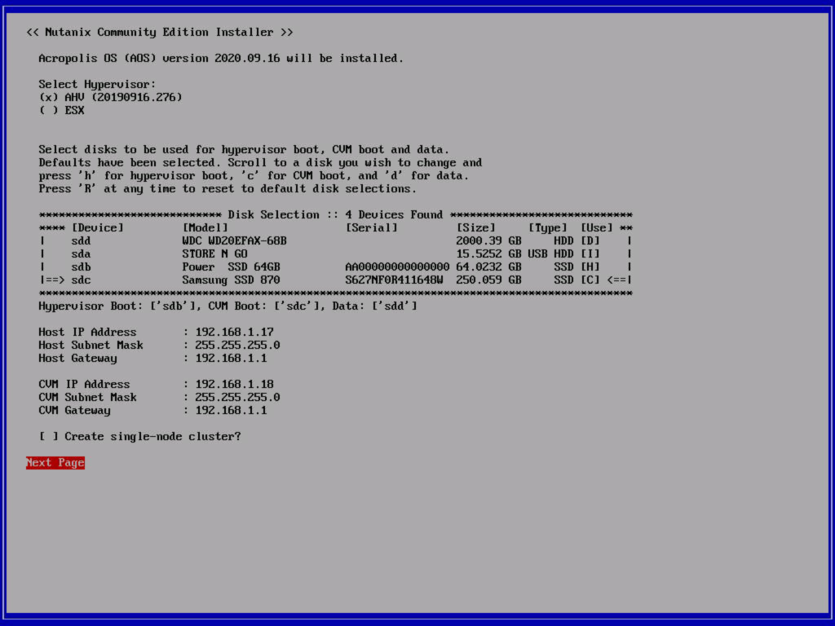 << Nutanix Community Edition Installer >>
Acropolis OS (AOS) version 2020.09.16 will be installed.
Select Hypervisor:
(x) AHV (20190916.276)
( ) ESX
Select disks to be used for hypervisor boot, CVM boot and data.
Defaults have been selected. Scroll to a disk you wish to change and
press 'h' for hypervisor boot, 'c' for CVM boot, and 'd' for data.
Press 'R' at any time to reset to default disk selections.
**************************** Disk Selection :: 4 Devices Found ****************************
**** [Device] [Model] [Serial] [Size] [Type] [Use] **
| sdd WDC WD20EFAX-68B 2000.39 GB HDD [D] |
| sda STORE N GO 15.5252 GB USB HDD [I] |
| sdb Power  SSD 64GB AA00000000000000 64.0232 GB SSD [H] |
|==> sdc Samsung SSD 870 S627NF0R411648W 250.059 GB SSD [C] <==|
*******************************************************************************************
Hypervisor Boot: ['sdb'], CVM Boot: ['sdc'], Data: ['sdd']
Host IP Address : 192.168.1.17
Host Subnet Mask : 255.255.255.0
Host Gateway : 192.168.1.1
CVM IP Address : 192.168.1.18
CVM Subnet Mask : 255.255.255.0
CVM Gateway : 192.168.1.1
[ ] Create single-node cluster?
Next Page